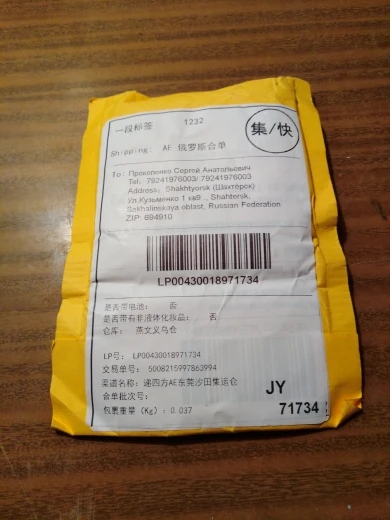 一段标签 1232
集/快
Shipping: AE 俄罗斯合单
To: Прокопенко Сергей Анатольевич
Tel: 79241976003/ 79241976003
Address: Shakhtyorsk (Шахтёрск)
Ул.Кузьменко 1 кв9 ., Shahtersk,
Sakhalinskaya oblast, Russian Federation
ZIP: 694910
LP00430018971734
是否带电池: 否
是否带有非液体化妆品: 否
仓库: 燕文义乌仓
LP号: LP00430018971734
交易单号: 5008215997863994
渠道名称: 递四方AE东莞沙田集运仓
合单批次号:
包裹重量(Kg): 0.037
JY
71734